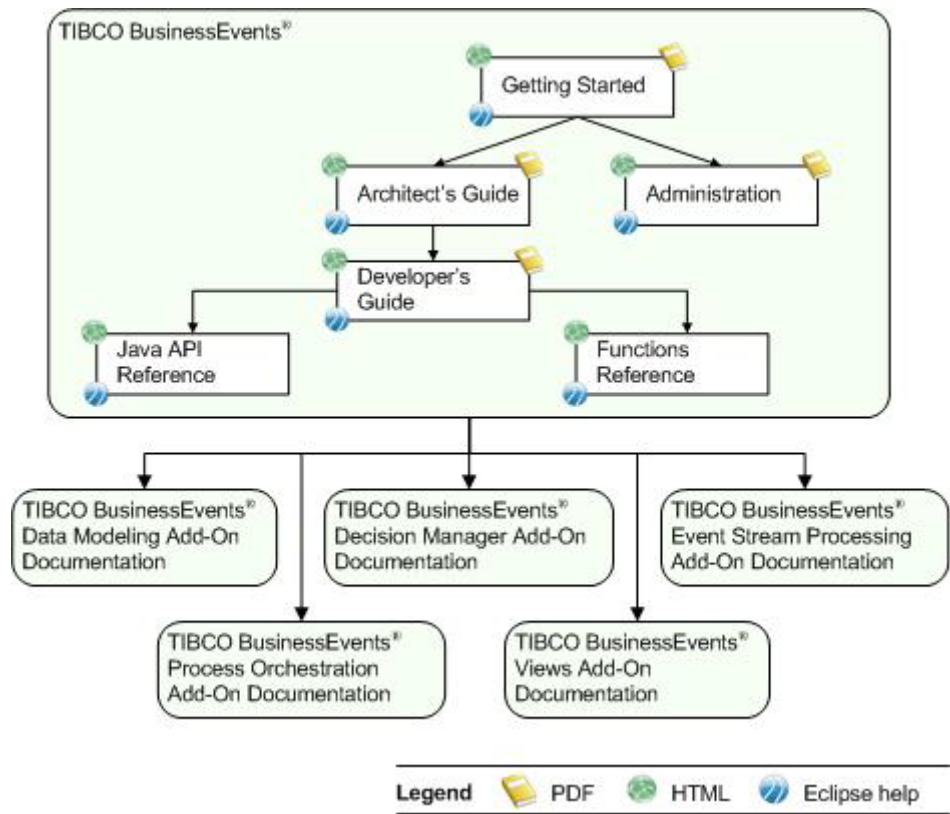 TIBCO BusinessEvents®
Getting Started
Architect's Guide
Administration
Developer's
Guide
Java API
Reference
Functions
Reference
TIBCO BusinessEvents®
Data Modeling Add-On
Documentation
TIBCO BusinessEvents®
Decision Manager Add-On
Documentation
TIBCO BusinessEvents®
Event Stream Processing
Add-On Documentation
TIBCO BusinessEvents®
Process Orchestration
Add-On Documentation
TIBCO BusinessEvents®
Views Add-On
Documentation
Legend PDF HTML Eclipse help